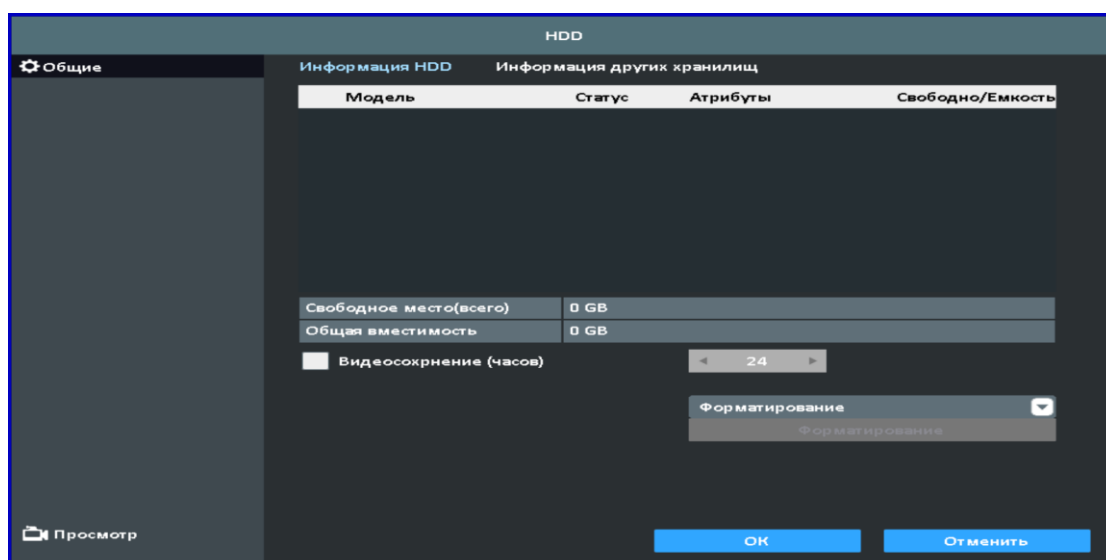 HDD
Общие
Информация HDD Информация других хранилищ
Модель Статус Атрибуты Свободно/Емкость
Свободное место(всего) 0 GB
Общая вместимость 0 GB
Видеосохрнение (часов) 24
Форматирование
Форматирование
Просмотр OK Отменить